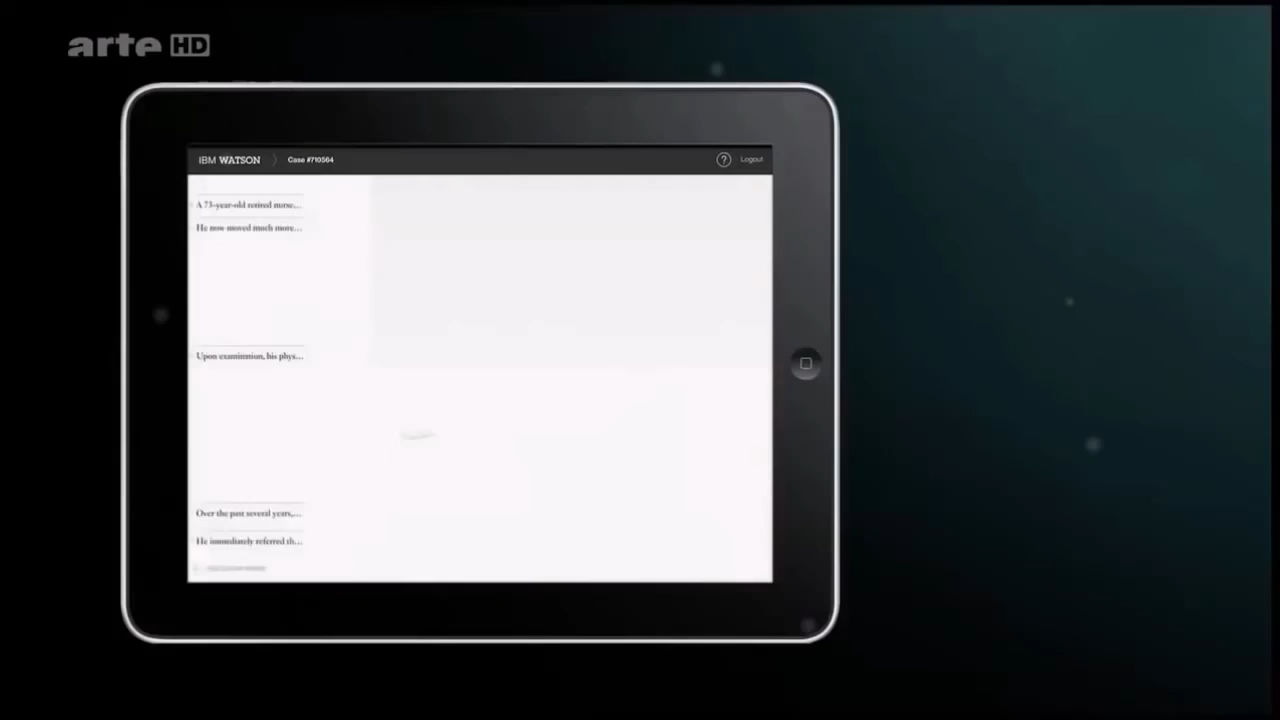 arte HD
IBM WATSON Case #710564 ? Logout
A 73-year-old retired nurse...
He now moved much more...
Upon examination, his phys...
Over the past several years,...
He immediately referred th...